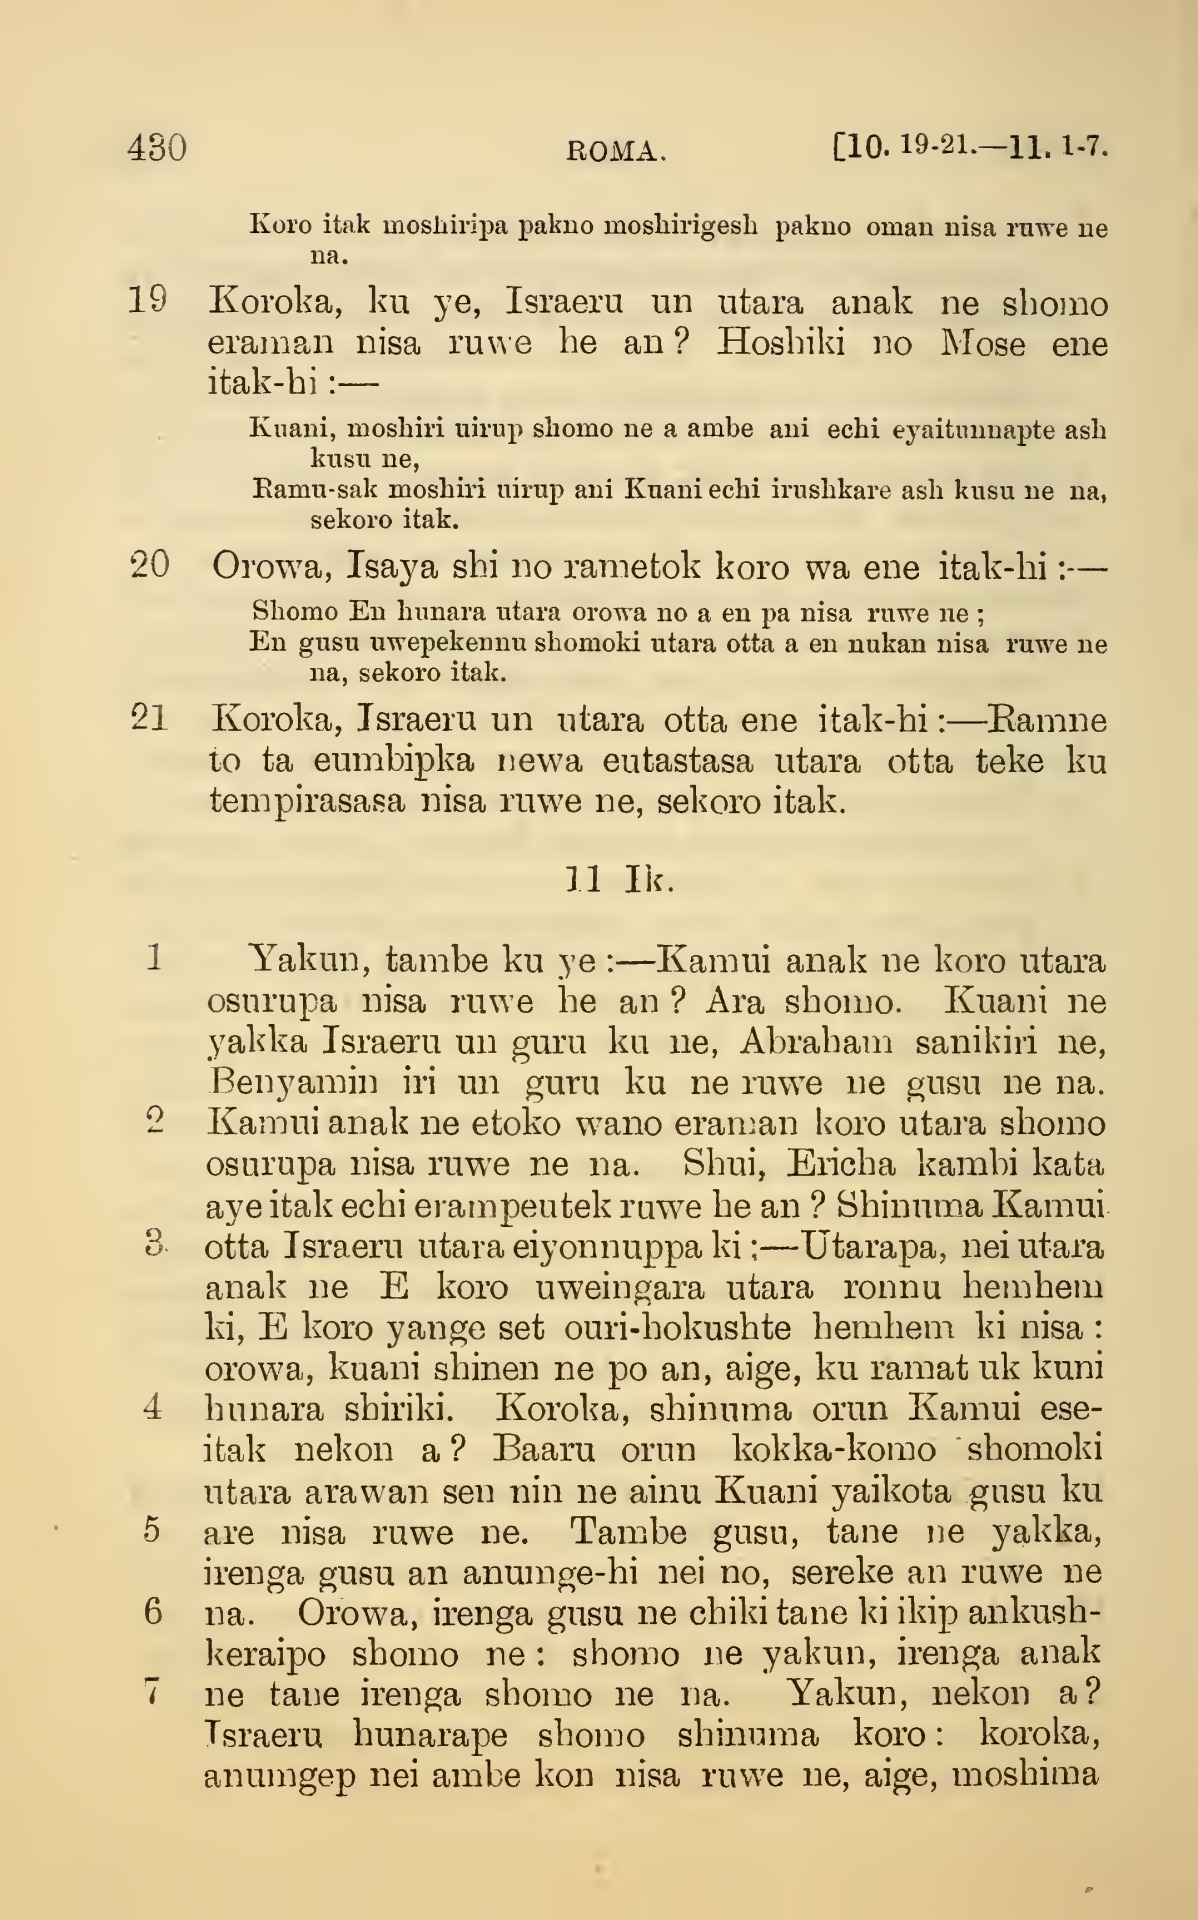 430 ROMA. [10. 19-21.—11. 1-7.
Koro itak moshiripa pakno moshirigesh pakno oman nisa ruwe ne
na.
19 Koroka, ku ye, Israeru un utara anak ne shomo
eraman nisa ruwe he an? Hoshiki no Mose ene
itak-hi:—
Kuani, moshiri uirup shomo ne a ambe ani echi eyaitunnapte ash
kusu ne,
Ramu-sak moshiri uirup ani Kuani echi irushkare ash kusu ne na,
sekoro itak.
20 Orowa, Isaya shi no rametok koro wa ene itak-hi:—
Shomo En hunara utara orowa no a en pa nisa ruwe ne;
En gusu uwepekennu shomoki utara otta a en nukan nisa ruwe ne
na, sekoro itak.
21 Koroka, Israeru un utara otta ene itak-hi:—Ramne
to ta eumbipka newa eutastasa utara otta teke ku
tempirasasa nisa ruwe ne, sekoro itak.
11 Ik.
1 Yakun, tambe ku ye:—Kamui anak ne koro utara
osurupa nisa ruwe he an? Ara shomo. Kuani ne
yakka Israeru un guru ku ne, Abraham sanikiri ne,
Benyamin iri un guru ku ne ruwe ne gusu ne na.
2 Kamui anak ne etoko wano eraman koro utara shomo
osurupa nisa ruwe ne na. Shui, Ericha kambi kata
aye itak echi erampeutek ruwe he an? Shinuma Kamui
3 otta Israeru utara eiyonnuppa ki:—Utarapa, nei utara
anak ne E koro uweingara utara ronnu hemhem
ki, E koro yange set ouri-hokushte hemhem ki nisa:
orowa, kuani shinen ne po an, aige, ku ramat uk kuni
4 hunara shiriki. Koroka, shinuma orun Kamui ese-
itak nekon a? Baaru orun kokka-komo shomoki
utara arawan sen nin ne ainu Kuani yaikota gusu ku
5 are nisa ruwe ne. Tambe gusu, tane ne yakka,
irenga gusu an anumge-hi nei no, sereke an ruwe ne
6 na. Orowa, irenga gusu ne chiki tane ki ikip ankush-
keraipo shomo ne: shomo ne yakun, irenga anak
7 ne tane irenga shomo ne na. Yakun, nekon a?
Israeru hunarape shomo shinuma koro: koroka,
anumgep nei ambe kon nisa ruwe ne, aige, moshima